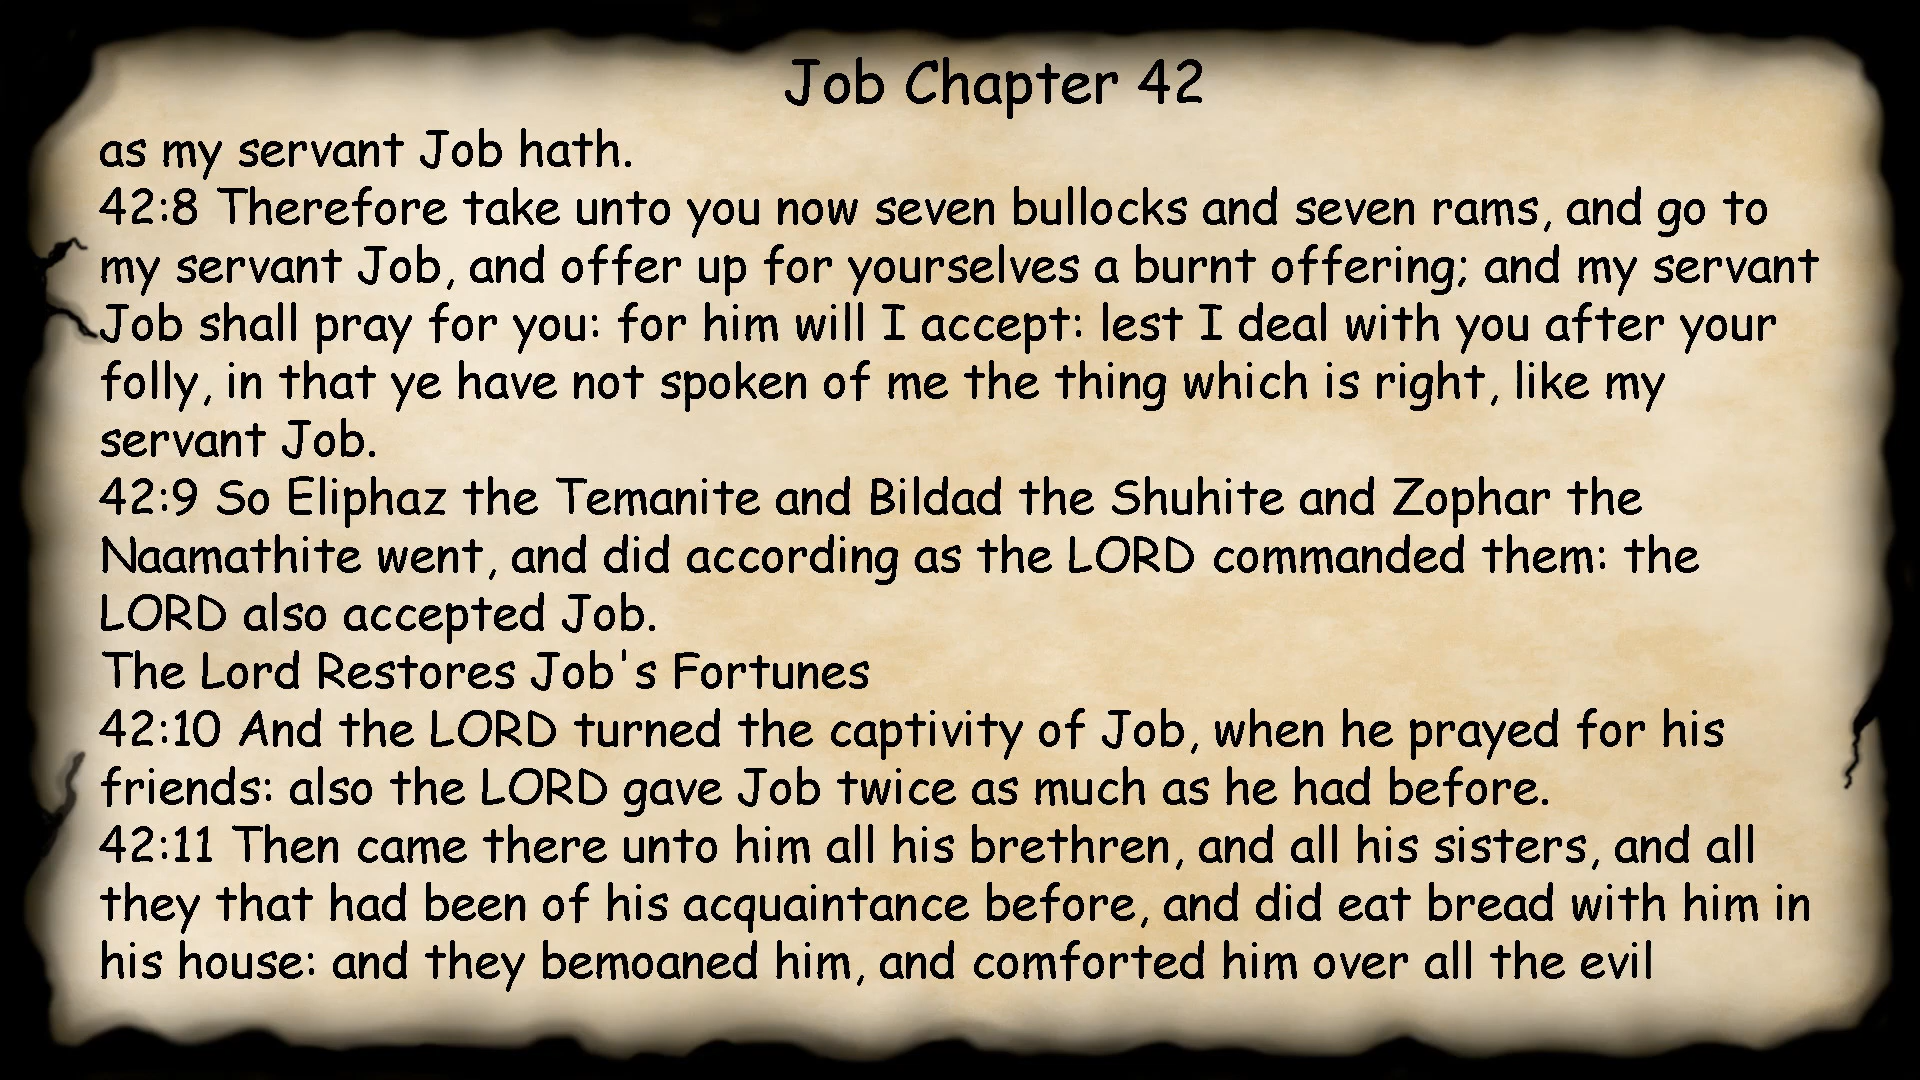 Job Chapter 42
as my servant Job hath.
42:8 Therefore take unto you now seven bullocks and seven rams, and go to
my servant Job, and offer up for yourselves a burnt offering; and my servant
Job shall pray for you: for him will I accept: lest I deal with you after your
folly, in that ye have not spoken of me the thing which is right, like my
servant Job.
42:9 So Eliphaz the Temanite and Bildad the Shuhite and Zophar the
Naamathite went, and did according as the LORD commanded them: the
LORD also accepted Job.
The Lord Restores Job's Fortunes
42:10 And the LORD turned the captivity of Job, when he prayed for his
friends: also the LORD gave Job twice as much as he had before.
42:11 Then came there unto him all his brethren, and all his sisters, and all
they that had been of his acquaintance before, and did eat bread with him in
his house: and they bemoaned him, and comforted him over all the evil